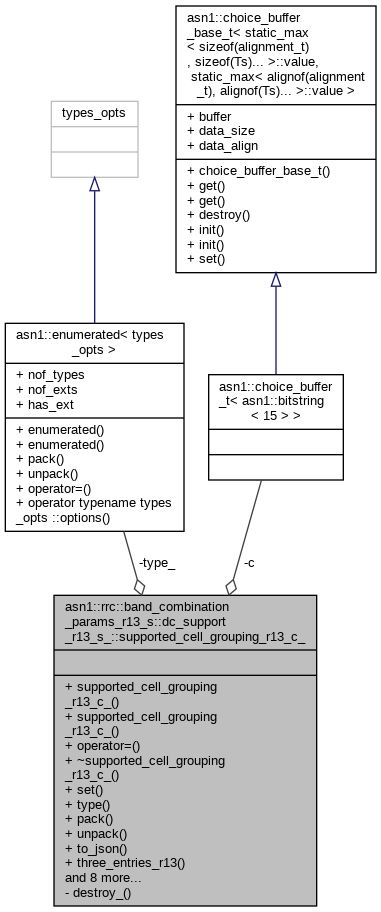 asn1::choice_buffer
_base_t< static_max
< sizeof(alignment_t)
, sizeof(Ts)... >::value,
static_max< alignof(alignment
_t), alignof(Ts)... >::value >
+ buffer
+ data_size
+ data_align
+ choice_buffer_base_t()
+ get()
+ get()
+ destroy()
+ init()
+ init()
+ set()
types_opts
asn1::enumerated< types
_opts >
+ nof_types
+ nof_exts
+ has_ext
+ enumerated()
+ enumerated()
+ pack()
+ unpack()
+ operator=()
+ operator typename types
_opts ::options()
asn1::choice_buffer
_t< asn1::bitstring
< 15 > >
-type_
-c
asn1::rrc::band_combination
_params_r13_s::dc_support
_r13_s_::supported_cell_grouping_r13_c_
+ supported_cell_grouping
_r13_c_()
+ supported_cell_grouping
_r13_c_()
+ operator=()
+ ~supported_cell_grouping
_r13_c_()
+ set()
+ type()
+ pack()
+ unpack()
+ to_json()
+ three_entries_r13()
and 8 more...
- destroy_()